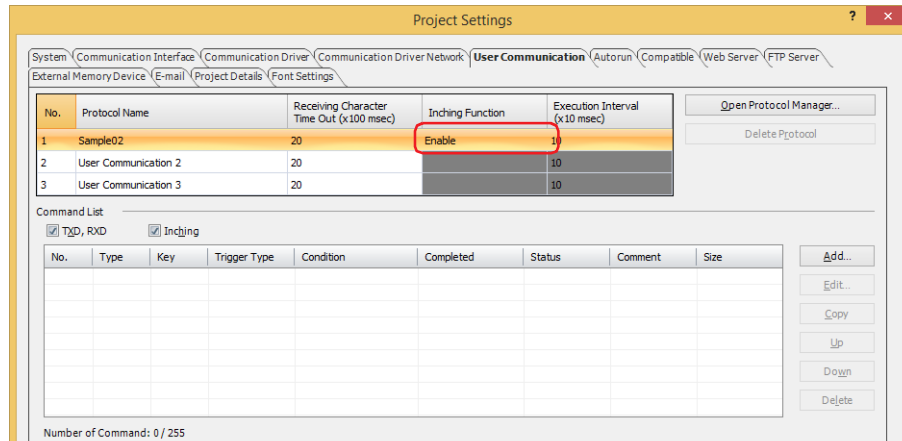 Project Settings
? x
System Communication Interface Communication Driver Communication Driver Network User Communication Autorun Compatible Web Server FTP Server
External Memory Device E-mail Project Details Font Settings
No. Protocol Name Receiving Character Time Out (x100 msec) Inching Function Execution Interval (x10 msec) Open Protocol Manager...
1 Sample02 20 Enable 10 Delete Protocol
2 User Communication 2 20 10
3 User Communication 3 20 10
Command List
TXD, RXD Inching
No. Type Key Trigger Type Condition Completed Status Comment Size Add...
Edit...
Copy
Up
Down
Delete
Number of Command: 0 / 255